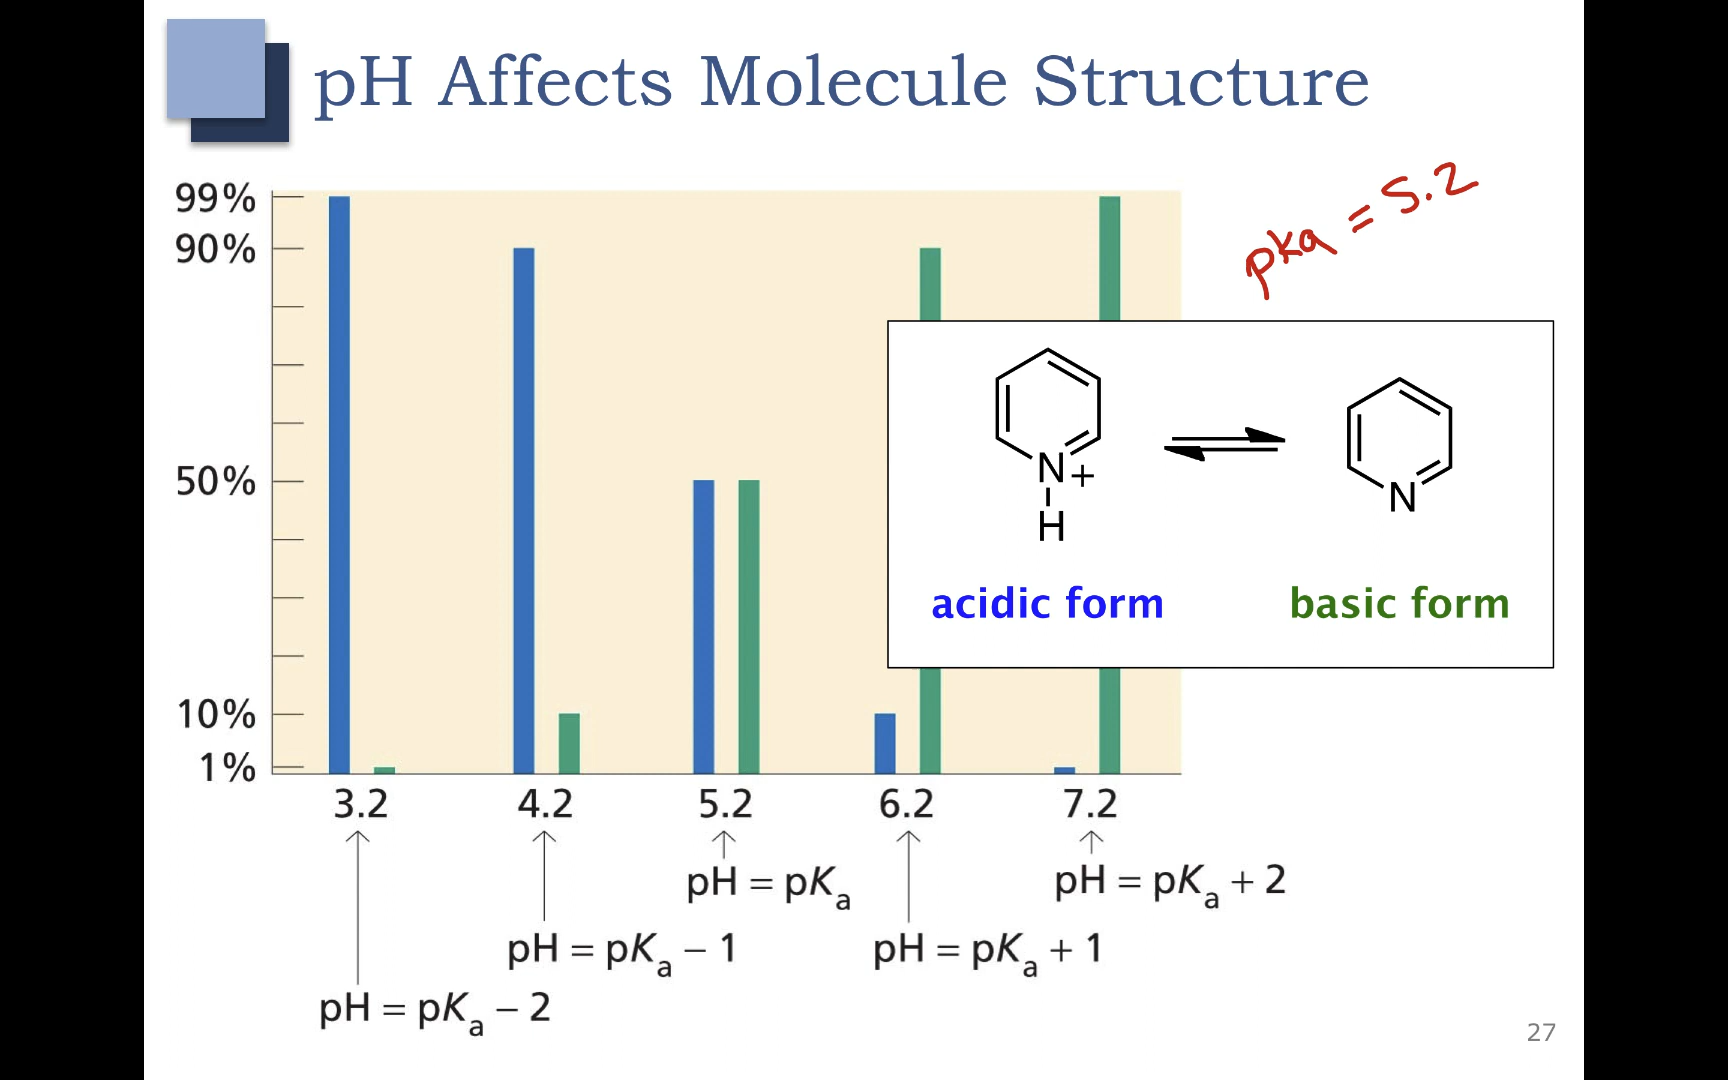 pH Affects Molecule Structure
pka = 5.2
99%
90%
50%
10%
1%
N+
H
N
acidic form
basic form
3.2 4.2 5.2 6.2 7.2
pH = pKa
pH = pKa + 2
pH = pKa − 1
pH = pKa + 1
pH = pKa − 2
27